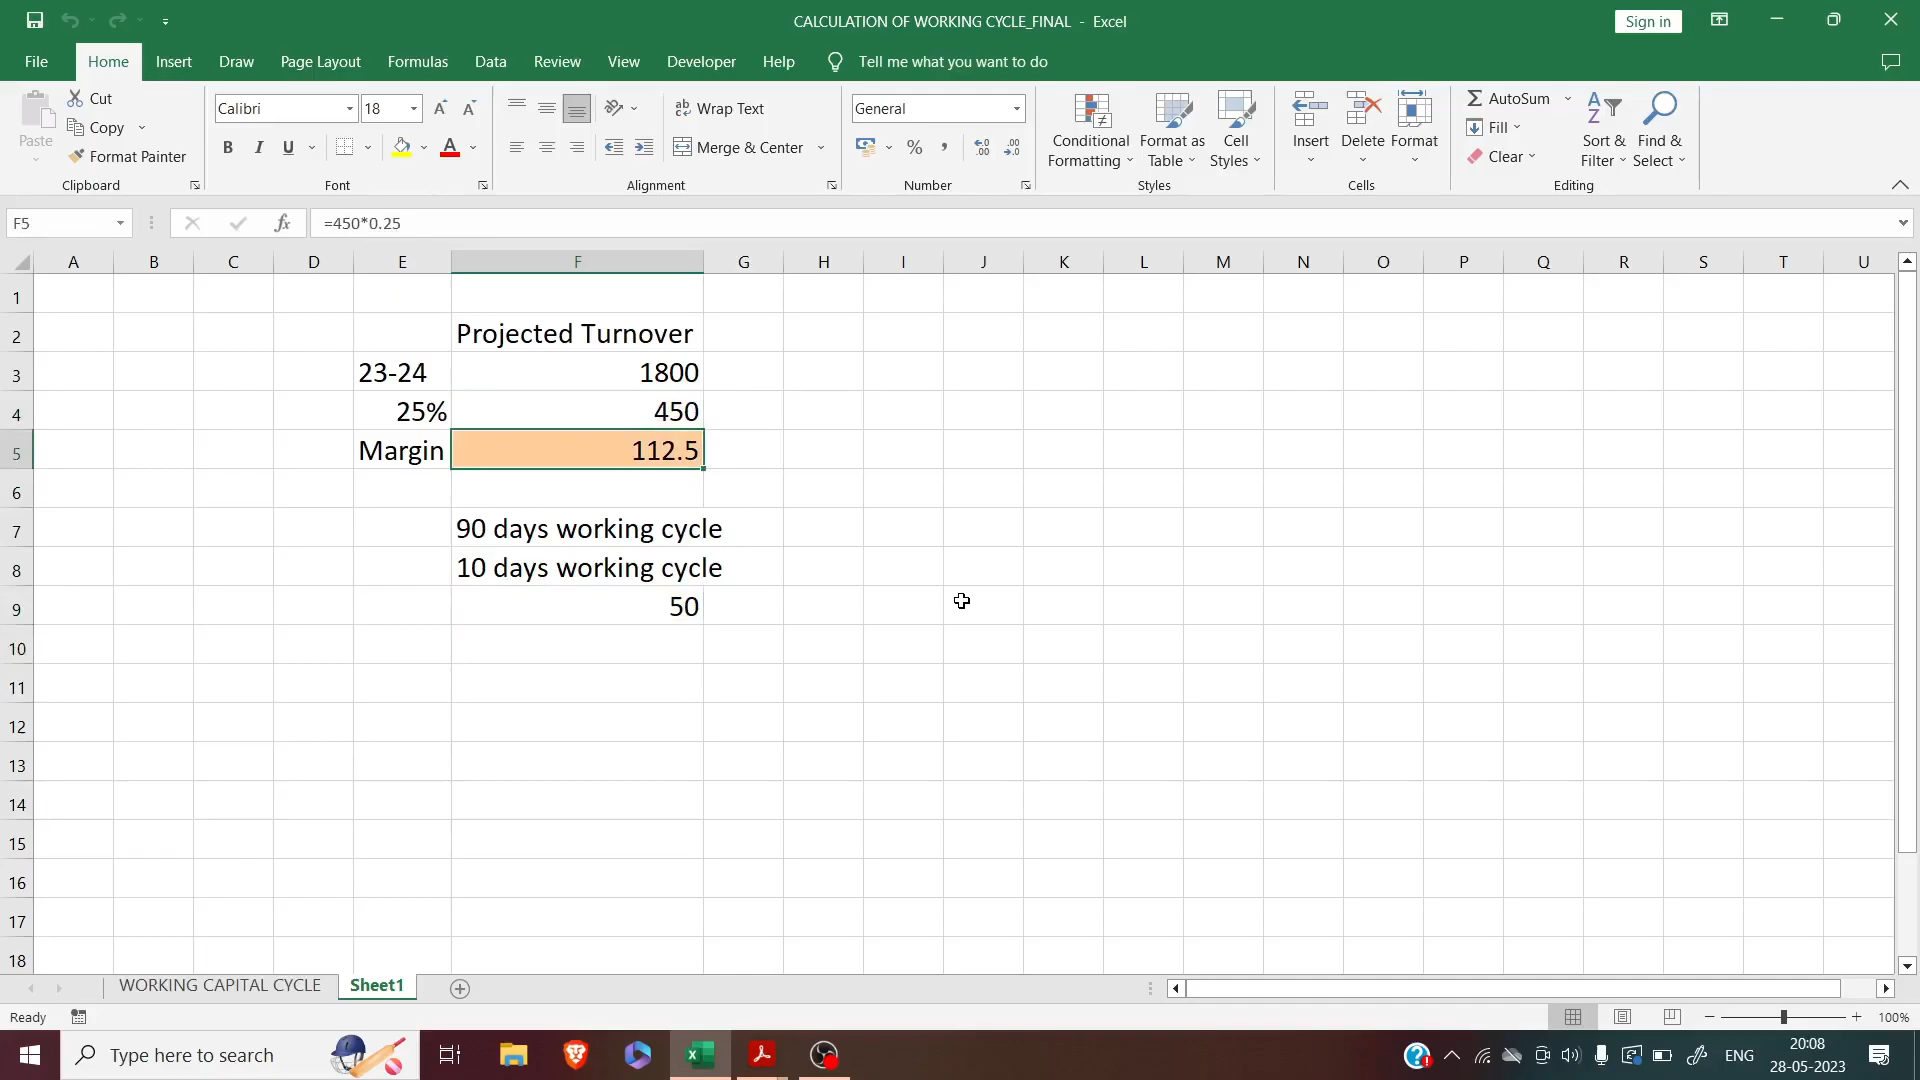 CALCULATION OF WORKING CYCLE_FINAL - Excel
Sign in
File Home Insert Draw Page Layout Formulas Data Review View Developer Help Tell me what you want to do
Paste
Cut
Copy
Format Painter
Clipboard
Calibri 18
B I U
Font
Wrap Text
Merge & Center
Alignment
General
% ,
Number
Conditional Formatting
Format as Table
Cell Styles
Styles
Insert
Delete
Format
Cells
AutoSum
Fill
Clear
Sort & Filter
Find & Select
Editing
F5
fx
=450*0.25
A B C D E F G H I J K L M N O P Q R S T U
1
2 Projected Turnover
3 23-24 1800
4 25% 450
5 Margin 112.5
6
7 90 days working cycle
8 10 days working cycle
9 50
10
11
12
13
14
15
16
17
18
WORKING CAPITAL CYCLE Sheet1
Ready
100%
Type here to search
ENG
20:08
28-05-2023